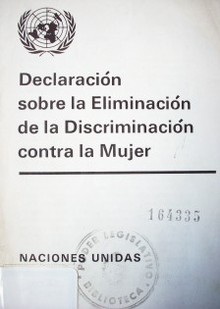 Declaración
sobre la Eliminación
de la Discriminación
contra la Mujer
164335
NACIONES UNIDAS
PODER LEGISLATIVO
BIBLIOTECA